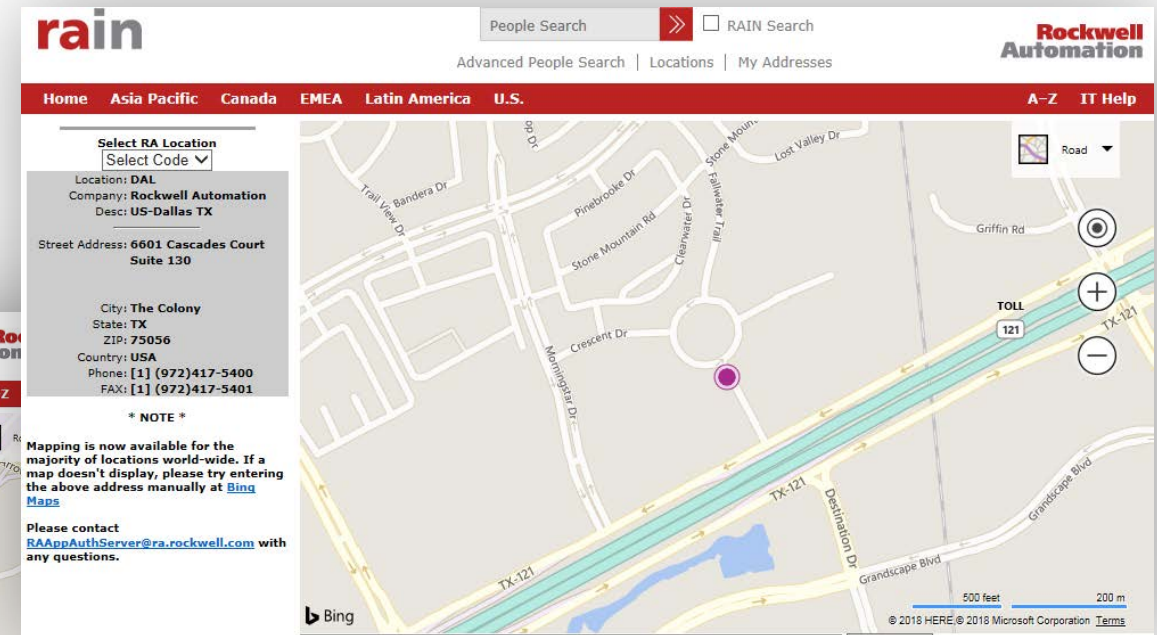 rain
People Search
RAIN Search
Rockwell
Automation
Advanced People Search | Locations | My Addresses
Home Asia Pacific Canada EMEA Latin America U.S. A-Z IT Help
Select RA Location
Select Code
Location: DAL
Company: Rockwell Automation
Desc: US-Dallas TX
Street Address: 6601 Cascades Court
Suite 130
City: The Colony
State: TX
ZIP: 75056
Country: USA
Phone: [1] (972)417-5400
FAX: [1] (972)417-5401
* NOTE *
Mapping is now available for the
majority of locations world-wide. If a
map doesn't display, please try entering
the above address manually at Bing
Maps
Please contact
RAAppAuthServer@ra.rockwell.com with
any questions.
Road
Lost Valley Dr
Bandera Dr
Trail View Dr
Pinebrooke Dr
Stone Mountain Rd
Clearwater Dr
Fallwater Trail
Griffin Rd
TOLL
121
TX-121
Crescent Dr
Morningstar Dr
TX-121
Destination Dr
Grandscape Blvd
Grandscape Blvd
TX-121
Bing
500 feet 200 m
© 2018 HERE,© 2018 Microsoft Corporation Terms